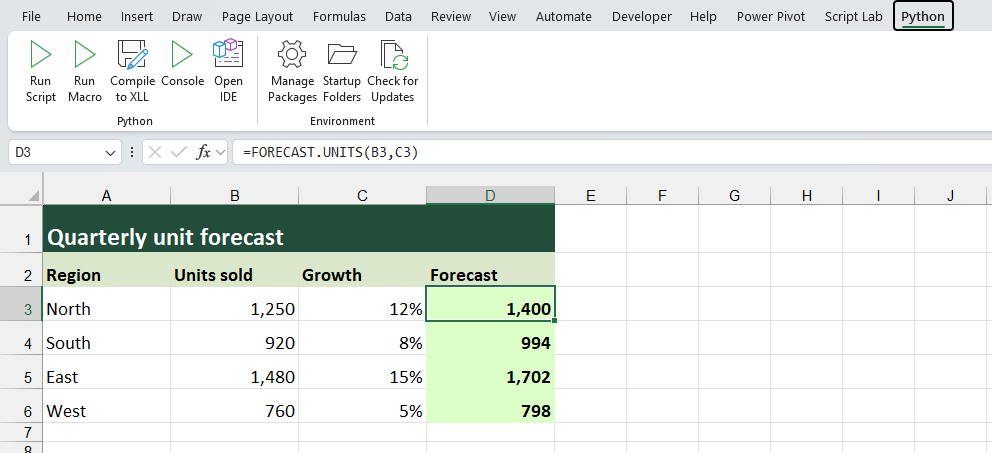 File Home Insert Draw Page Layout Formulas Data Review View Automate Developer Help Power Pivot Script Lab Python
Run Script
Run Macro
Compile to XLL
Console
Open IDE
Manage Packages
Startup Folders
Check for Updates
Python
Environment
D3 fx =FORECAST.UNITS(B3,C3)
A B C D E F G H I J
1 Quarterly unit forecast
2 Region Units sold Growth Forecast
3 North 1,250 12% 1,400
4 South 920 8% 994
5 East 1,480 15% 1,702
6 West 760 5% 798
7
8